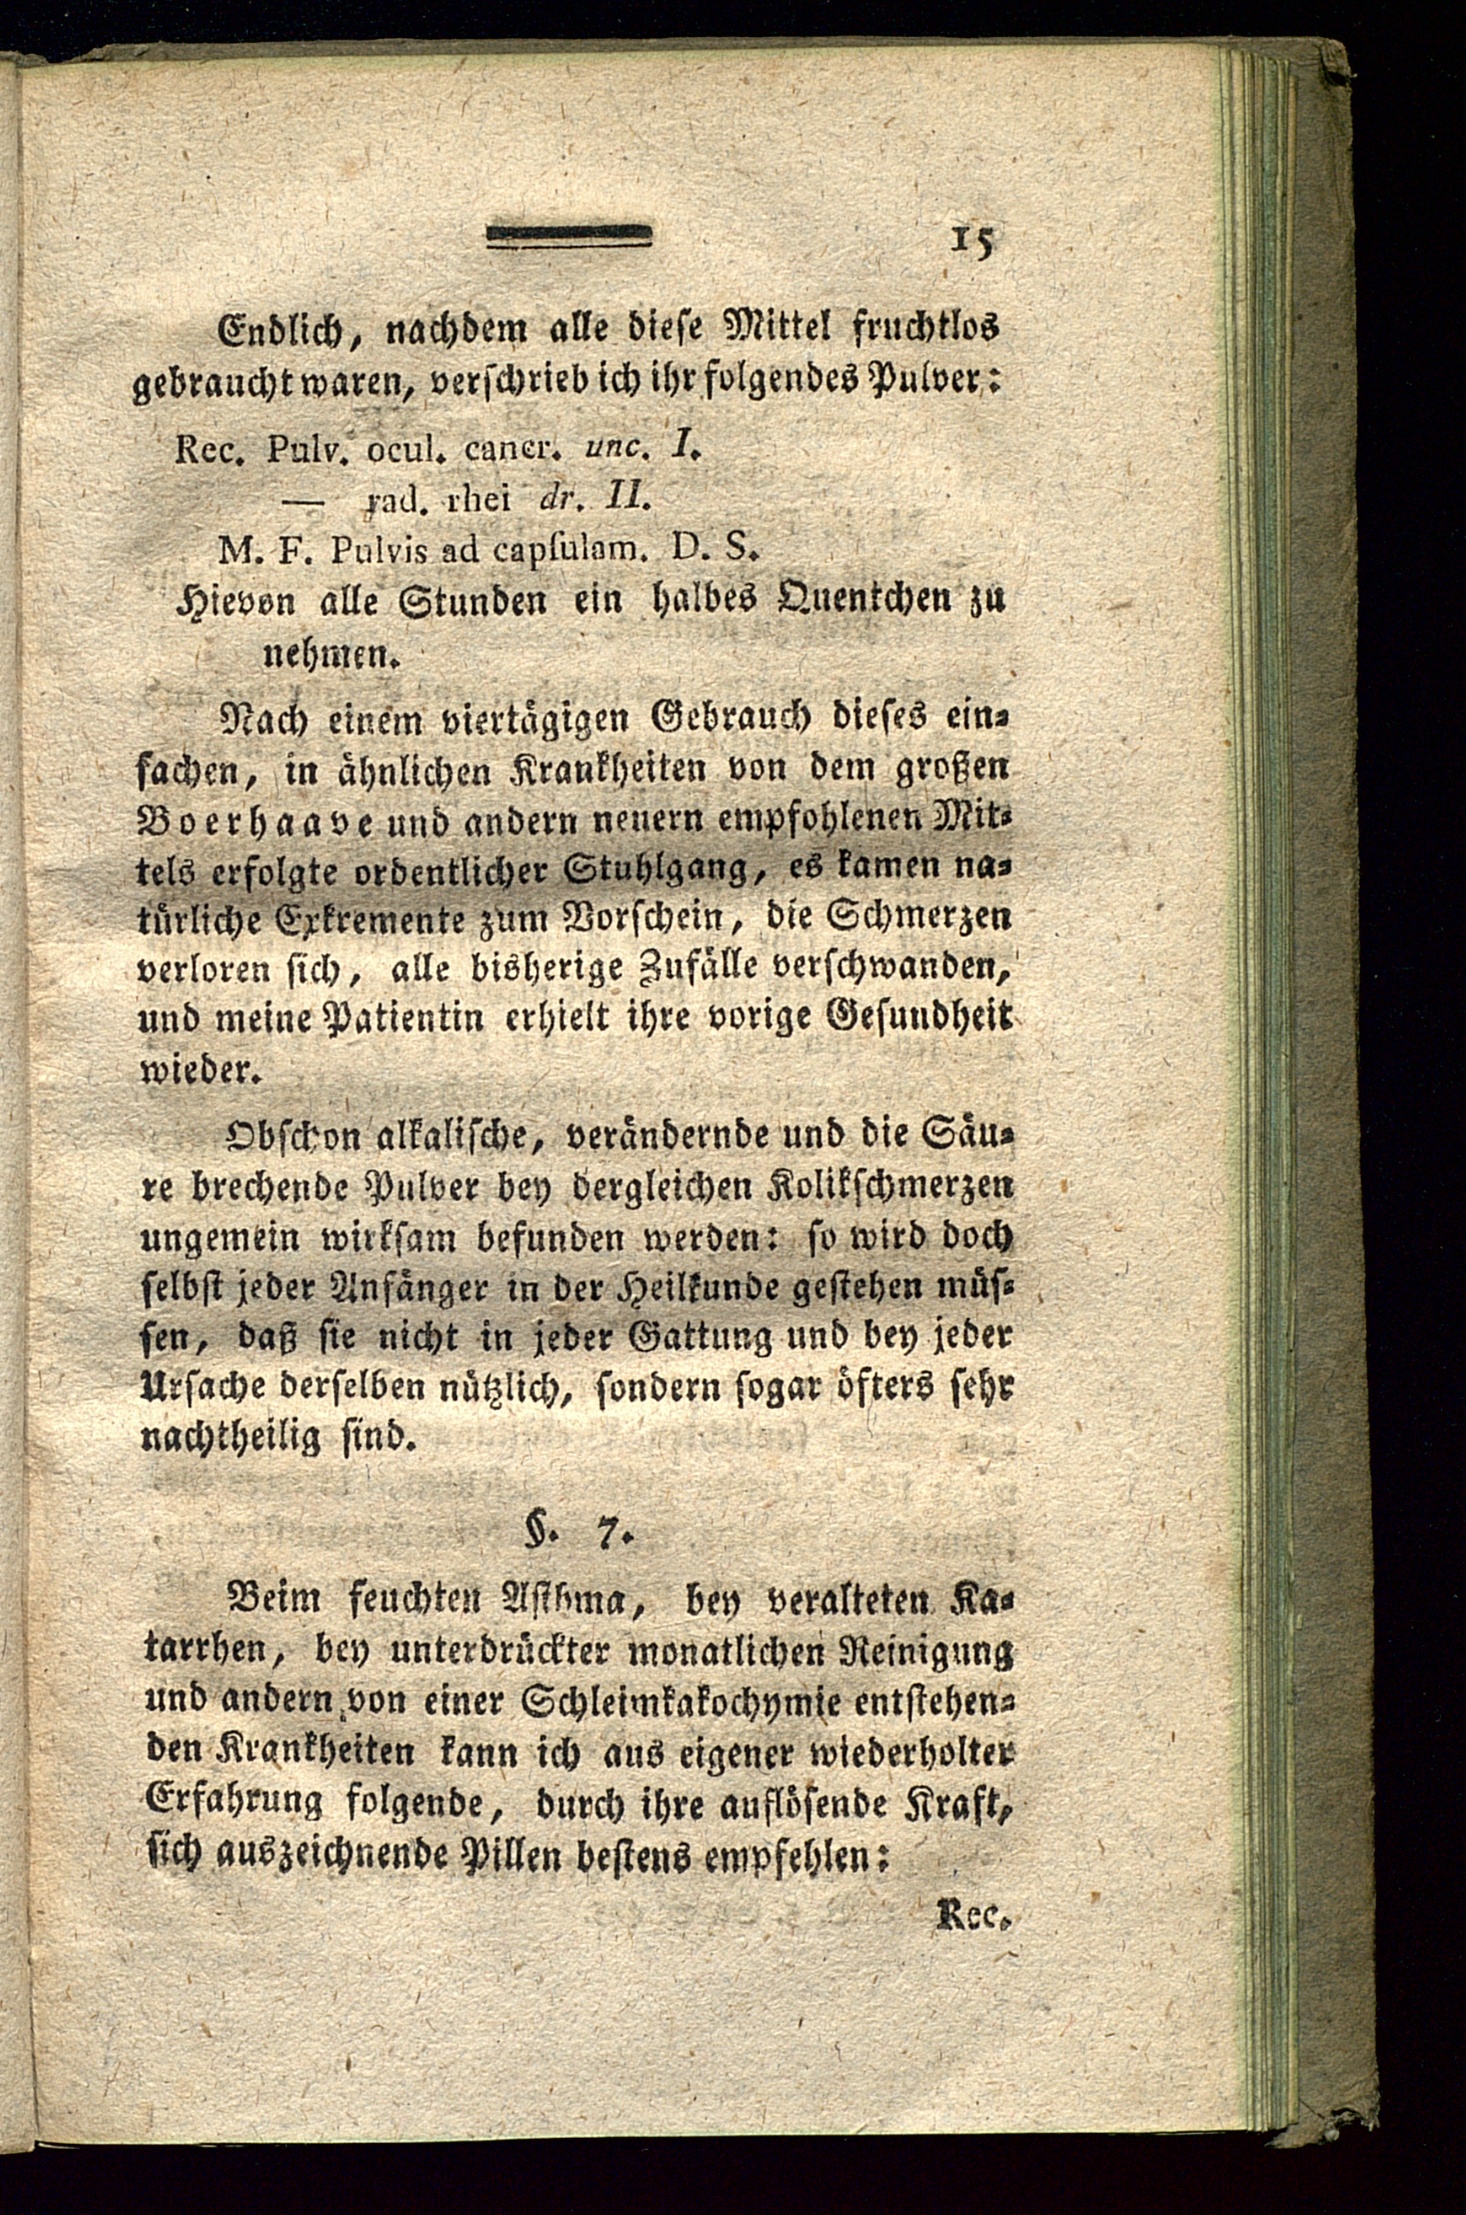 15
Endlich, nachdem alle diese Mittel fruchtlos
gebraucht waren, verschrieb ich ihr folgendes Pulver:
Rec. Pulv. ocul. cancr. unc. I.
— rad. rhei dr. II.
M. F. Pulvis ad capſulam. D. S.
Hievon alle Stunden ein halbes Quentchen zu
nehmen.
Nach einem viertägigen Gebrauch dieses ein-
fachen, in ähnlichen Krankheiten von dem großen
Boerhaave und andern neuern empfohlenen Mit-
tels erfolgte ordentlicher Stuhlgang, es kamen na-
türliche Exkremente zum Vorschein, die Schmerzen
verloren sich, alle bisherige Zufälle verschwanden,
und meine Patientin erhielt ihre vorige Gesundheit
wieder.
Obschon alkalische, verändernde und die Säu-
re brechende Pulver bey dergleichen Kolikschmerzen
ungemein wirksam befunden werden: so wird doch
selbst jeder Anfänger in der Heilkunde gestehen müs-
sen, daß sie nicht in jeder Gattung und bey jeder
Ursache derselben nützlich, sondern sogar öfters sehr
nachtheilig sind.
§. 7.
Beim feuchten Asthma, bey veralteten Ka-
tarrhen, bey unterdrückter monatlichen Reinigung
und andern von einer Schleimkakochymie entstehen-
den Krankheiten kann ich aus eigener wiederholter
Erfahrung folgende, durch ihre auflösende Kraft,
sich auszeichnende Pillen bestens empfehlen:
Rec.